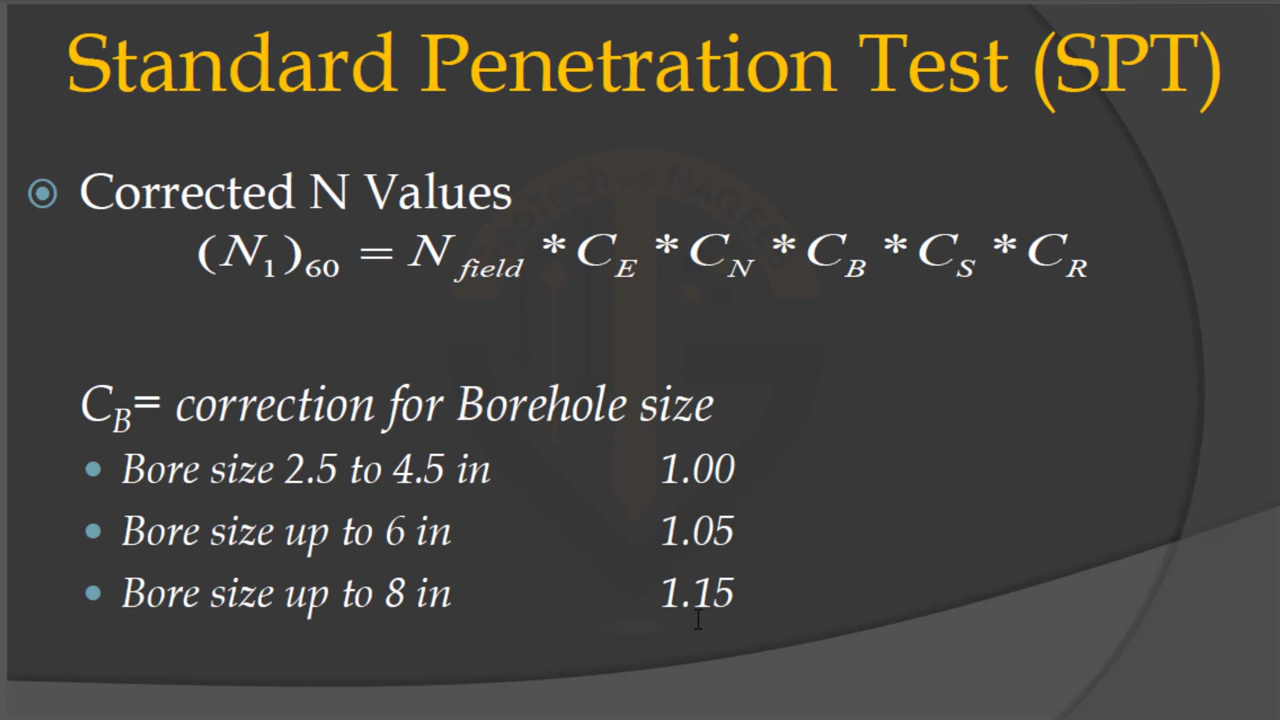 Standard Penetration Test (SPT)
Corrected N Values
(N₁)₆₀ = N_field * C_E * C_N * C_B * C_S * C_R
C_B= correction for Borehole size
Bore size 2.5 to 4.5 in 1.00
Bore size up to 6 in 1.05
Bore size up to 8 in 1.15